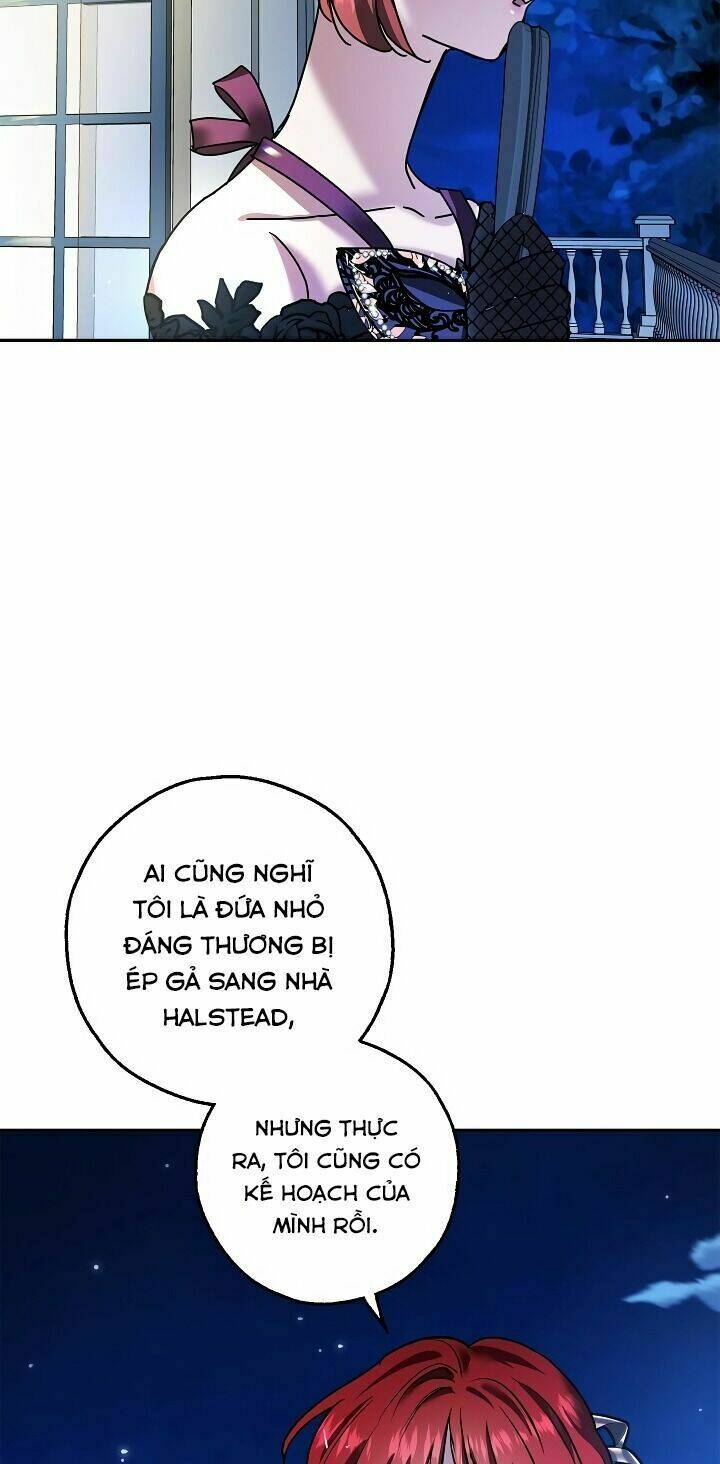 AI CŨNG NGHĨ
TÔI LÀ ĐỨA NHỎ
ĐÁNG THƯƠNG BỊ
ÉP GẢ SANG NHÀ
HALSTEAD,
NHƯNG THỰC
RA, TÔI CŨNG CÓ
KẾ HOẠCH CỦA
MÌNH RỒI.